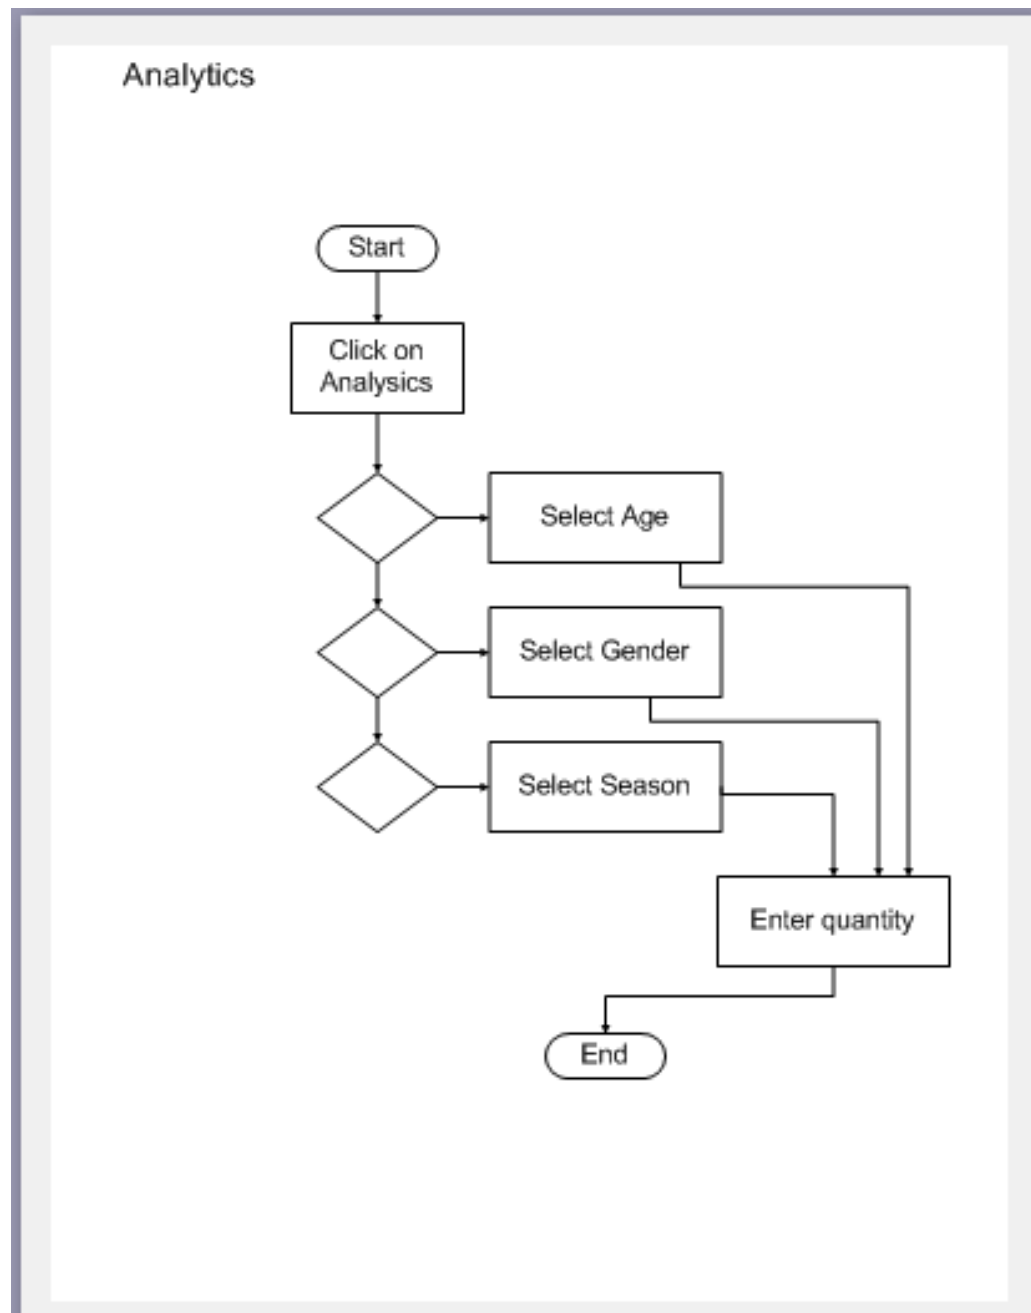 Analytics
Start
Click on
Analysics
Select Age
Select Gender
Select Season
Enter quantity
End